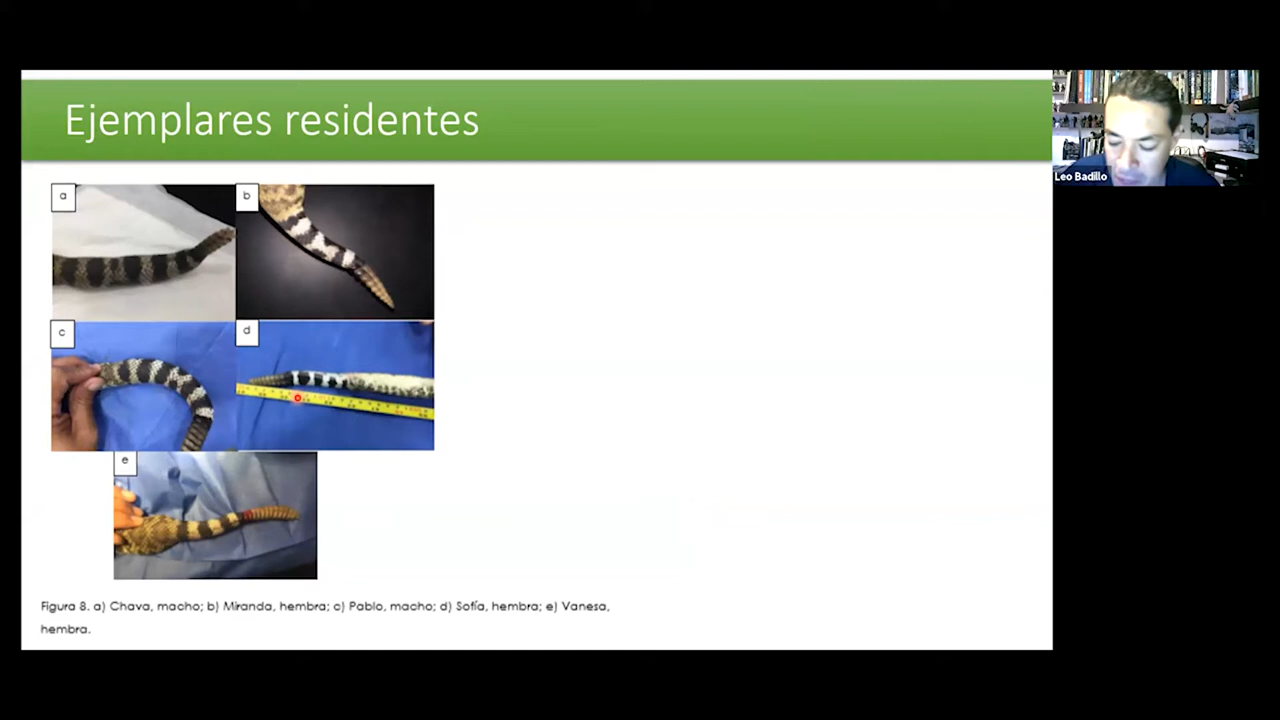 Ejemplares residentes
a
b
c
d
e
Figura 8. a) Chava, macho; b) Miranda, hembra; c) Pablo, macho; d) Sofía, hembra; e) Vanesa,
hembra.
Leo Badillo